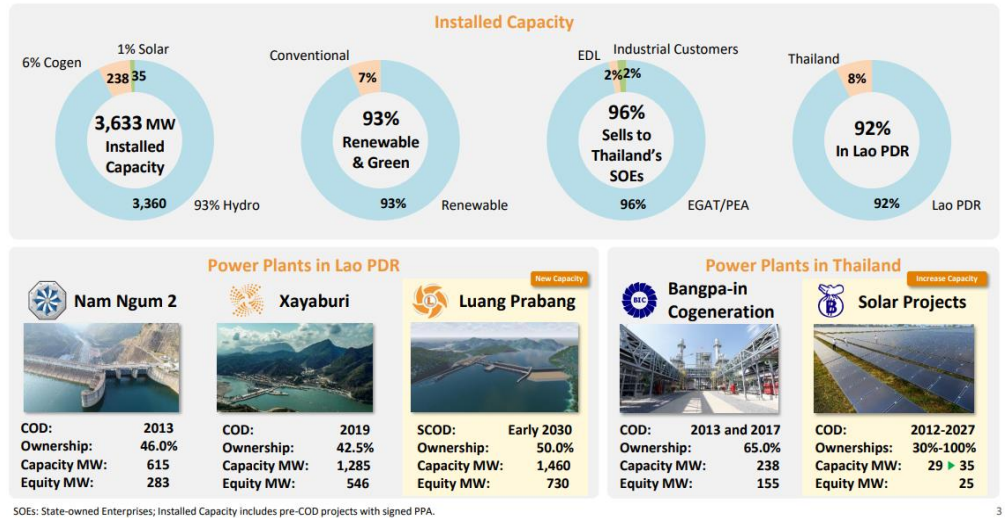 Installed Capacity
6% Cogen
1% Solar
238 35
3,633 MW
Installed
Capacity
3,360
93% Hydro
Conventional
7%
93%
Renewable
& Green
93%
Renewable
EDL
Industrial Customers
2% 2%
96%
Sells to
Thailand's
SOEs
96%
EGAT/PEA
Thailand
8%
92%
In Lao PDR
92%
Lao PDR
Power Plants in Lao PDR
Nam Ngum 2
COD: 2013
Ownership: 46.0%
Capacity MW: 615
Equity MW: 283
Xayaburi
COD: 2019
Ownership: 42.5%
Capacity MW: 1,285
Equity MW: 546
New Capacity
Luang Prabang
SCOD: Early 2030
Ownership: 50.0%
Capacity MW: 1,460
Equity MW: 730
Power Plants in Thailand
BIC
Bangpa-in
Cogeneration
COD: 2013 and 2017
Ownership: 65.0%
Capacity MW: 238
Equity MW: 155
Increase Capacity
B
Solar Projects
COD: 2012-2027
Ownerships: 30%-100%
Capacity MW: 29 ▶ 35
Equity MW: 25
SOEs: State-owned Enterprises; Installed Capacity includes pre-COD projects with signed PPA.
3